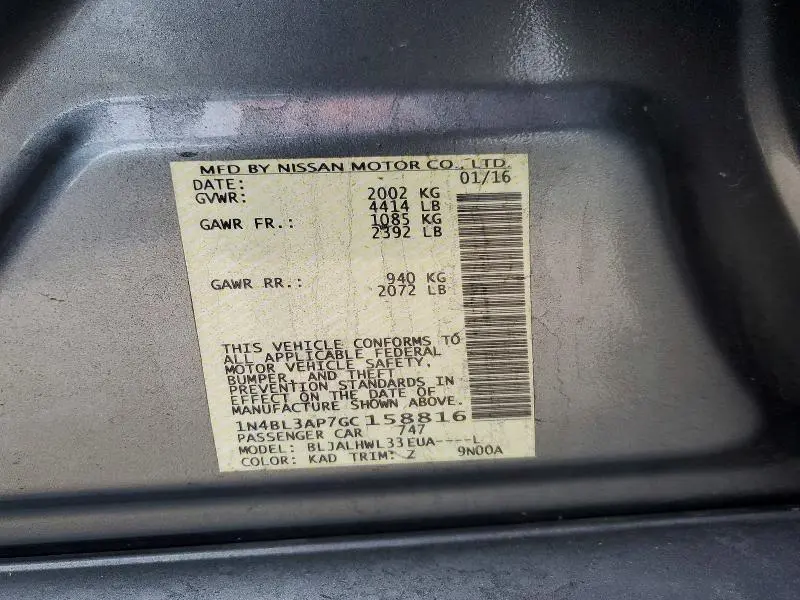 MFD BY NISSAN MOTOR CO., LTD.
DATE: 01/16
GVWR: 2002 KG
4414 LB
GAWR FR.: 1085 KG
2392 LB
GAWR RR.: 940 KG
2072 LB
THIS VEHICLE CONFORMS TO
ALL APPLICABLE FEDERAL
MOTOR VEHICLE SAFETY,
BUMPER, AND THEFT
PREVENTION STANDARDS IN
EFFECT ON THE DATE OF
MANUFACTURE SHOWN ABOVE.
1N4BL3AP7GC158816
PASSENGER CAR 747
MODEL: BLJALHWL33EUA----L
COLOR: KAD TRIM: Z 9N00A